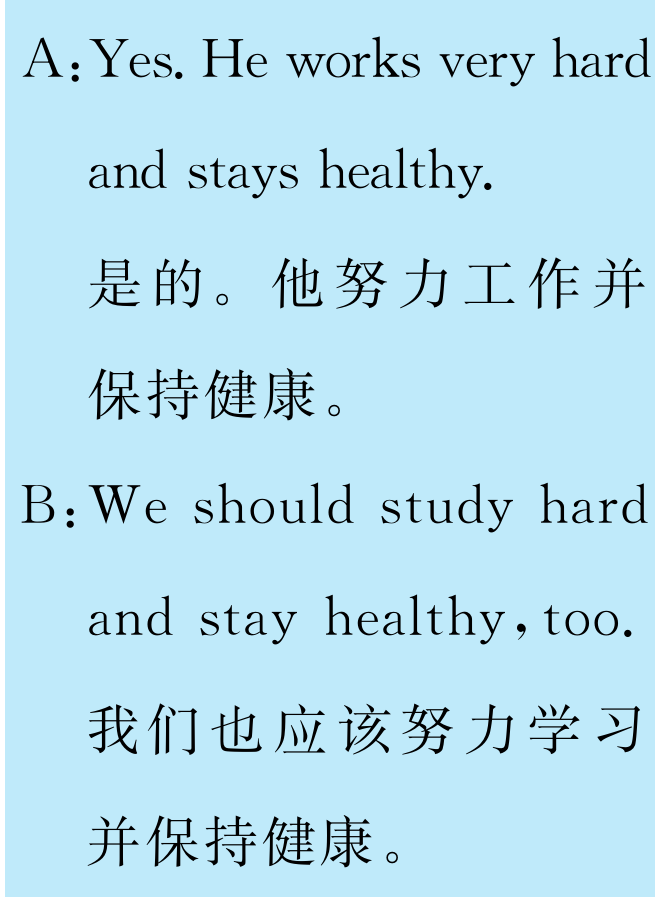 A:Yes. He works very hard
and stays healthy.
是的。他努力工作并
保持健康。
B:We should study hard
and stay healthy,too.
我们也应该努力学习
并保持健康。